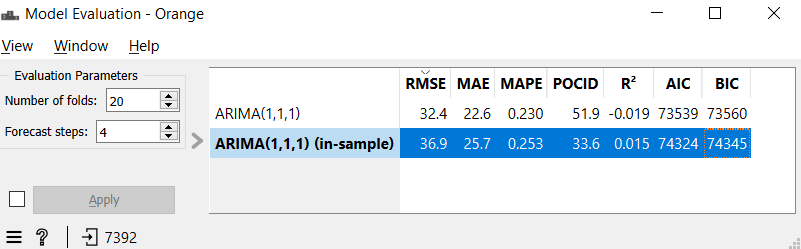 Model Evaluation - Orange
View Window Help
Evaluation Parameters
Number of folds: 20
Forecast steps: 4
Apply
RMSE MAE MAPE POCID R² AIC BIC
ARIMA(1,1,1) 32.4 22.6 0.230 51.9 -0.019 73539 73560
ARIMA(1,1,1) (in-sample) 36.9 25.7 0.253 33.6 0.015 74324 74345
? 7392